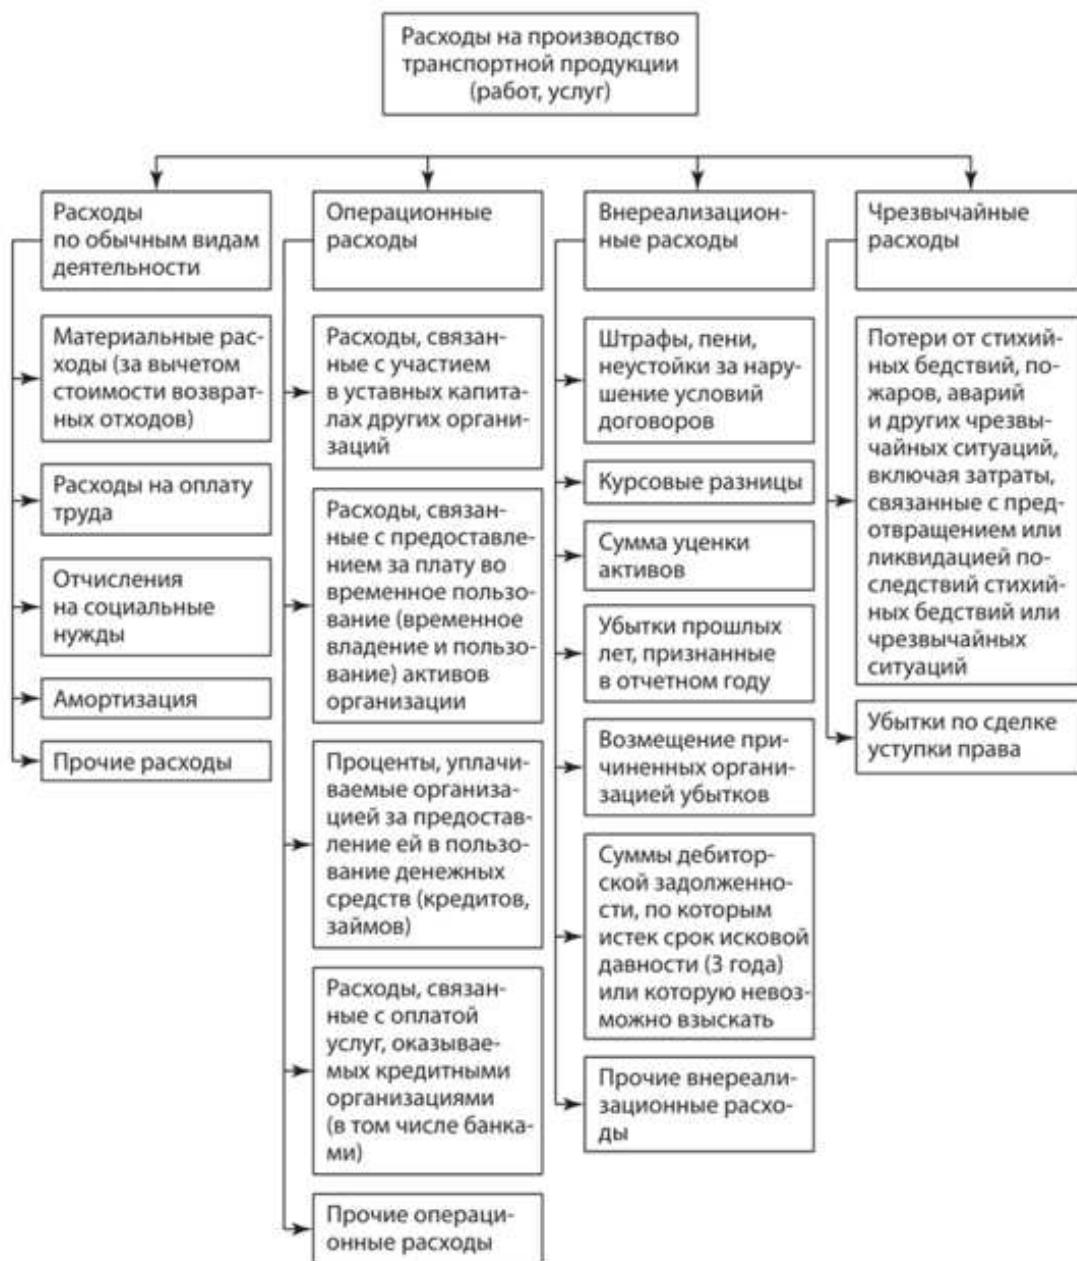 Расходы на производство
транспортной продукции
(работ, услуг)
Расходы
по обычным видам
деятельности
Материальные рас-
ходы (за вычетом
стоимости возврат-
ных отходов)
Расходы на оплату
труда
Отчисления
на социальные
нужды
Амортизация
Прочие расходы
Операционные
расходы
Расходы, связан-
ные с участием
в уставных капита-
лах других органи-
заций
Расходы, связан-
ные с предоставле-
нием за плату во
временное пользо-
вание (временное
владение и пользо-
вание) активов
организации
Проценты, уплачи-
ваемые организа-
цией за предостав-
ление ей в пользо-
вание денежных
средств (кредитов,
займов)
Расходы, связан-
ные с оплатой
услуг, оказывае-
мых кредитными
организациями
(в том числе банка-
ми)
Прочие операци-
онные расходы
Внереализацион-
ные расходы
Штрафы, пени,
неустойки за нару-
шение условий
договоров
Курсовые разницы
Сумма уценки
активов
Убытки прошлых
лет, признанные
в отчетном году
Возмещение при-
чиненных органи-
зацией убытков
Суммы дебитор-
ской задолженно-
сти, по которым
истек срок исковой
давности (3 года)
или которую невоз-
можно взыскать
Прочие внереали-
зационные расхо-
ды
Чрезвычайные
расходы
Потери от стихий-
ных бедствий, по-
жаров, аварий
и других чрезвы-
чайных ситуаций,
включая затраты,
связанные с пред-
отвращением или
ликвидацией по-
следствий стихий-
ных бедствий или
чрезвычайных
ситуаций
Убытки по сделке
уступки права